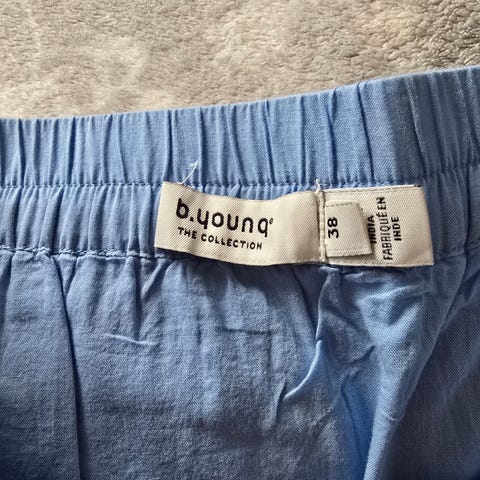 b.young
THE COLLECTION
38
INDIA
FABRIQUÉ EN
INDE